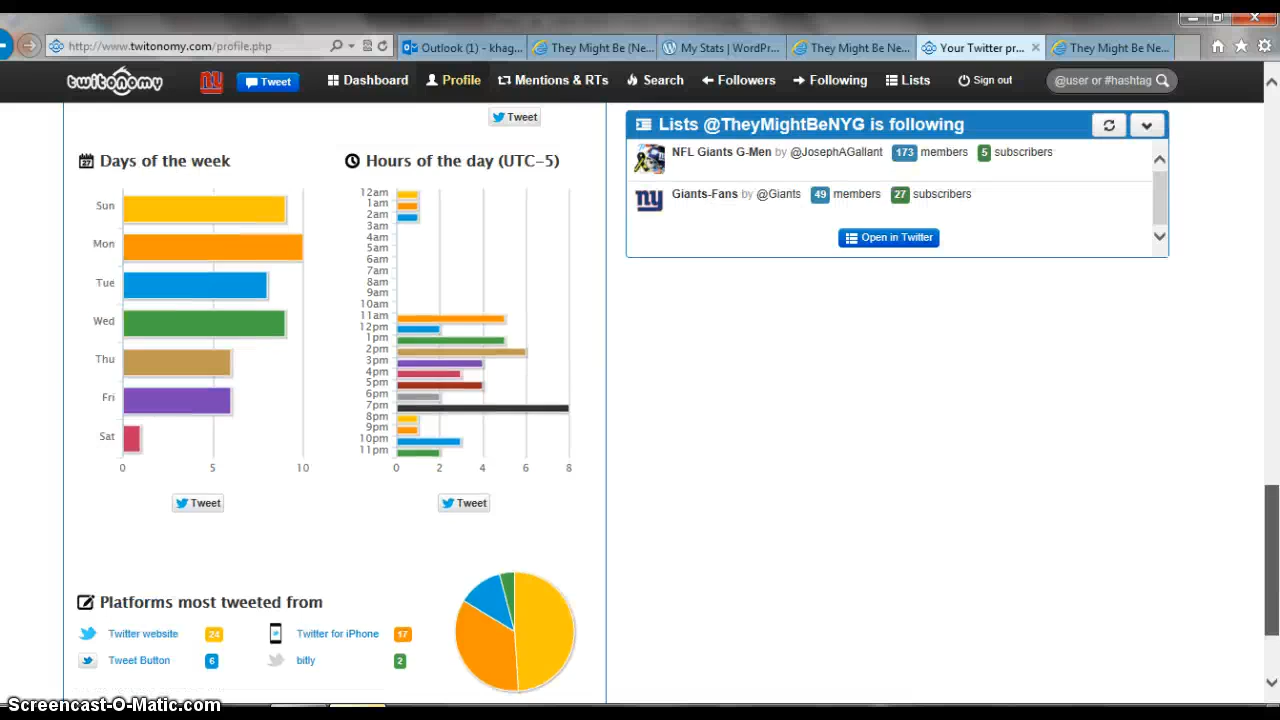 http://www.twitonomy.com/profile.php
Outlook (1) - khag...
They Might Be (Ne...
My Stats | WordPr...
They Might Be Ne...
Your Twitter pr...
They Might Be Ne...
twitonomy
Tweet
Dashboard
Profile
Mentions & RTs
Search
Followers
Following
Lists
Sign out
@user or #hashtag
Tweet
Days of the week
Sun
Mon
Tue
Wed
Thu
Fri
Sat
0 5 10
Tweet
Hours of the day (UTC-5)
12am
1am
2am
3am
4am
5am
6am
7am
8am
9am
10am
11am
12pm
1pm
2pm
3pm
4pm
5pm
6pm
7pm
8pm
9pm
10pm
11pm
0 2 4 6 8
Tweet
Lists @TheyMightBeNYG is following
NFL Giants G-Men by @JosephAGallant 173 members 5 subscribers
ny
Giants-Fans by @Giants 49 members 27 subscribers
Open in Twitter
Platforms most tweeted from
Twitter website 24
Twitter for iPhone 17
Tweet Button 6
bitly 2
Screencast-O-Matic.com